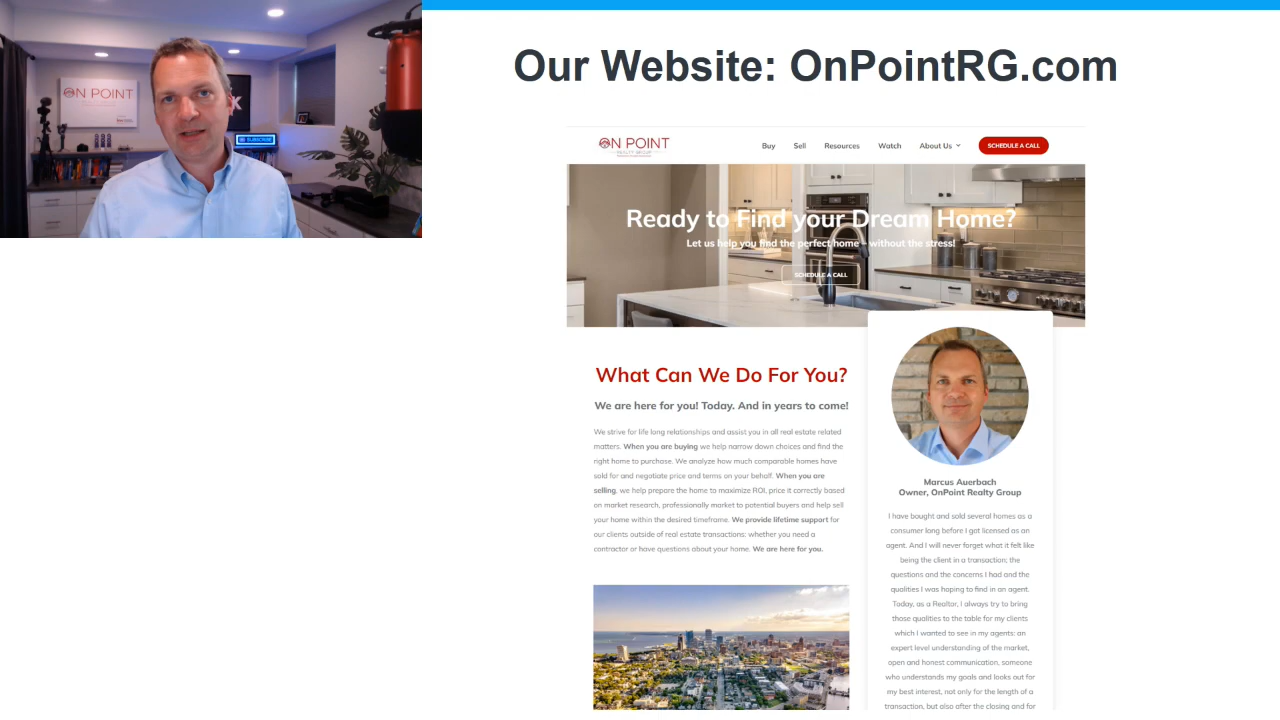 Our Website: OnPointRG.com
ON POINT
SUBSCRIBE
ON POINT
REALTY GROUP
Buy
Sell
Resources
Watch
About Us
SCHEDULE A CALL
Ready to Find your Dream Home?
Let us help you find the perfect home - without the stress!
SCHEDULE A CALL
What Can We Do For You?
We are here for you! Today. And in years to come!
We strive for life long relationships and assist you in all real estate related
matters. When you are buying we help narrow down choices and find the
right home to purchase. We analyze how much comparable homes have
sold for and negotiate price and terms on your behalf. When you are
selling, we help prepare the home to maximize ROI, price it correctly based
on market research, professionally market to potential buyers and help sell
your home within the desired timeframe. We provide lifetime support for
our clients outside of real estate transactions: whether you need a
contractor or have questions about your home. We are here for you.
Marcus Auerbach
Owner, OnPoint Realty Group
I have bought and sold several homes as a
consumer long before I got licensed as an
agent. And I will never forget what it felt like
being the client in a transaction; the
questions and the concerns I had and the
qualities I was hoping to find in an agent.
Today, as a Realtor, I always try to bring
those qualities to the table for my clients
which I wanted to see in my agents: an
expert level understanding of the market,
open and honest communication, someone
who understands my goals and looks out for
my best interest, not only for the length of a
transaction, but also after the closing and for